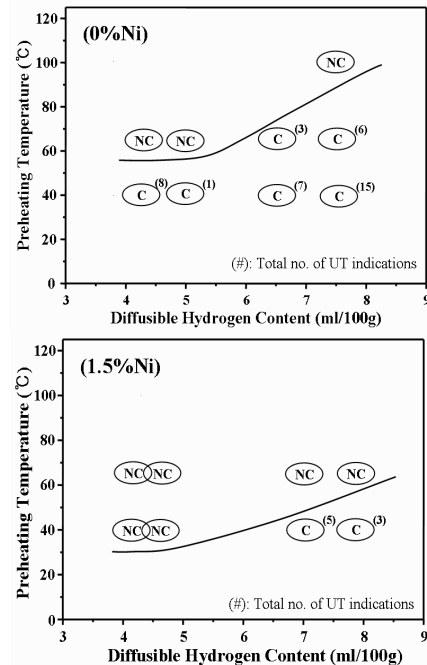 (0%Ni)
120
100
80
60
40
20
0
Preheating Temperature (℃)
NC
NC
NC
C
(3)
C
(6)
C
(8)
C
(1)
C
(7)
C
(15)
(#): Total no. of UT indications
3
4
5
6
7
8
9
Diffusible Hydrogen Content (ml/100g)
(1.5%Ni)
120
100
80
60
40
20
0
Preheating Temperature (℃)
NC
NC
NC
NC
NC
NC
C
(5)
C
(3)
(#): Total no. of UT indications
3
4
5
6
7
8
9
Diffusible Hydrogen Content (ml/100g)